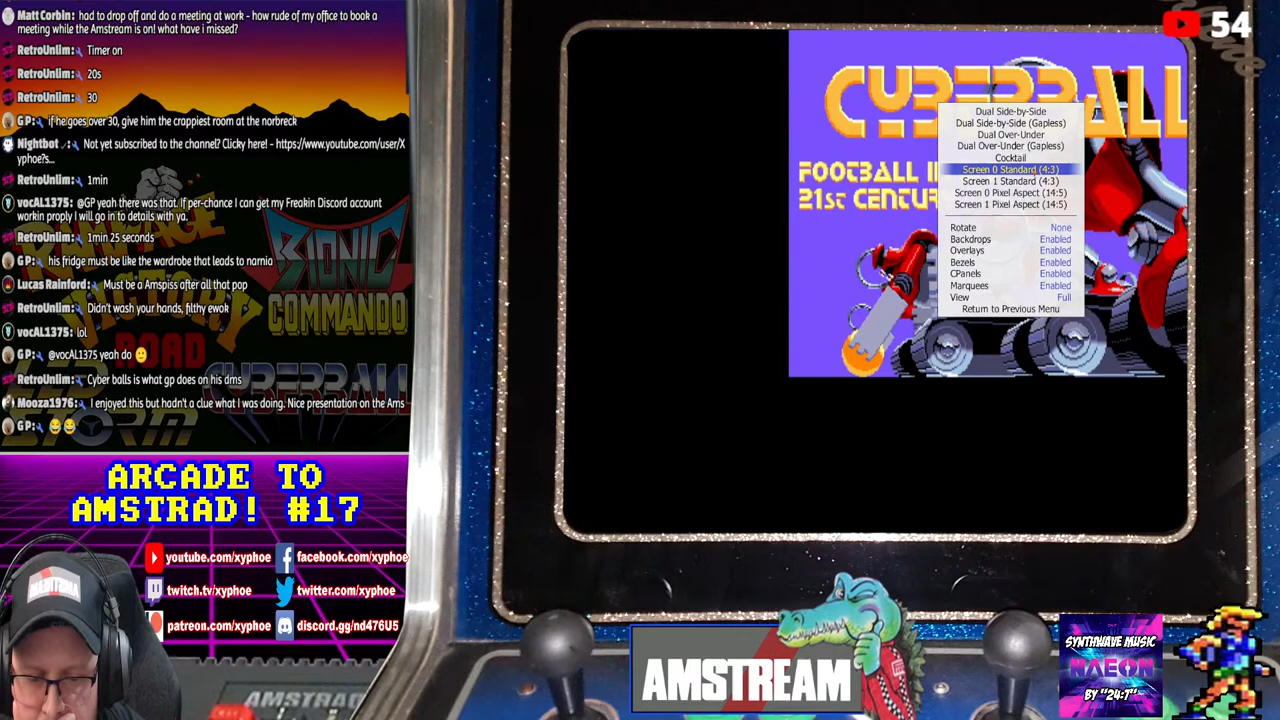 Matt Corbin: had to drop off and do a meeting at work - how rude of my office to book a
meeting while the Amstream is on! what have i missed?
RetroUnlim: Timer on
RetroUnlim: 20s
RetroUnlim: 30
GP: if he goes over 30, give him the crappiest room at the norbreck
Nightbot: Not yet subscribed to the channel? Clicky here! - https://www.youtube.com/user/X
yphoe?s...
RetroUnlim: 1min
vocAL1375: @GP yeah there was that. If per-chance I can get my Freakin Discord account
workin proply I will go in to details with ya.
RetroUnlim: 1min 25 seconds
GP: his fridge must be like the wardrobe that leads to narnia
Lucas Rainford: Must be a Amspiss after all that pop
RetroUnlim: Didn't wash your hands, filthy ewok
vocAL1375: lol
GP: @vocAL1375 yeah do 🙂
RetroUnlim: Cyber balls is what gp does on his dms
Mooza1976: I enjoyed this but hadn't a clue what I was doing. Nice presentation on the Ams
GP: 😂😂
BIONIC
COMMANDO
ROAD
LED
STORM
CYBERBALL
ARCADE TO
AMSTRAD! #17
youtube.com/xyphoe
facebook.com/xyphoe
twitch.tv/xyphoe
twitter.com/xyphoe
patreon.com/xyphoe
discord.gg/nd476U5
AMSTRAD
54
CYBERBALL
FOOTBALL I
21st CENTUR
Dual Side-by-Side
Dual Side-by-Side (Gapless)
Dual Over-Under
Dual Over-Under (Gapless)
Cocktail
Screen 0 Standard (4:3)
Screen 1 Standard (4:3)
Screen 0 Pixel Aspect (14:5)
Screen 1 Pixel Aspect (14:5)
Rotate None
Backdrops Enabled
Overlays Enabled
Bezels Enabled
CPanels Enabled
Marquees Enabled
View Full
Return to Previous Menu
AMSTREAM
SYNTHWAVE MUSIC
NAEON
BY "24:7"